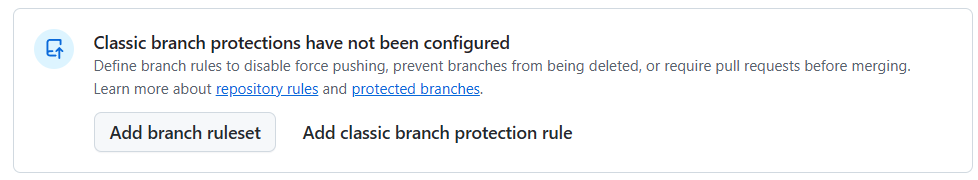 Classic branch protections have not been configured
Define branch rules to disable force pushing, prevent branches from being deleted, or require pull requests before merging.
Learn more about repository rules and protected branches.
Add branch ruleset
Add classic branch protection rule